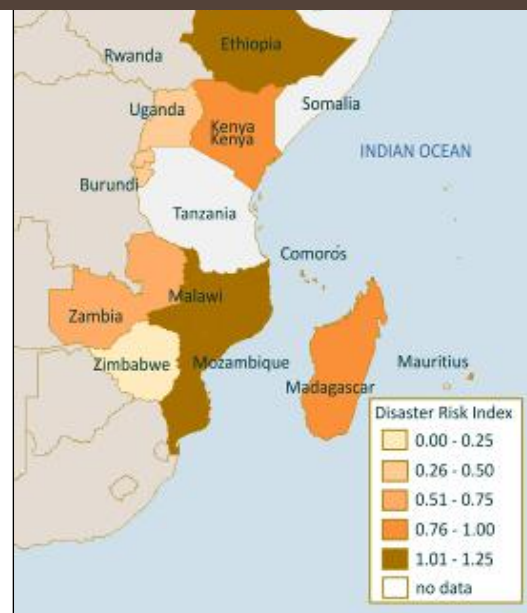 Ethiopia
Rwanda
Somalia
Uganda
Kenya
Kenya
INDIAN OCEAN
Burundi
Tanzania
Comorós
Malawi
Zambia
Zimbabwe
Mozambique
Mauritius
Madagascar
Disaster Risk Index
0.00 - 0.25
0.26 - 0.50
0.51 - 0.75
0.76 - 1.00
1.01 - 1.25
no data